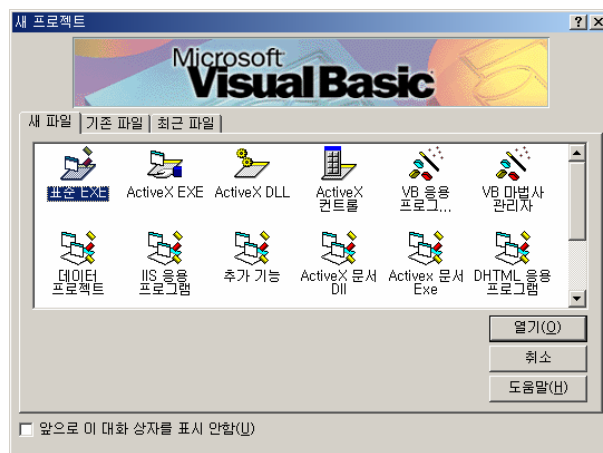 새 프로젝트
Microsoft
Visual Basic
새 파일 기존 파일 최근 파일
표준 EXE ActiveX EXE ActiveX DLL ActiveX 컨트롤 VB 응용 프로그... VB 마법사 관리자
데이터 프로젝트 IIS 응용 프로그램 추가 기능 ActiveX 문서 Dll Activex 문서 Exe DHTML 응용 프로그램
열기(O)
취소
도움말(H)
앞으로 이 대화 상자를 표시 안함(U)